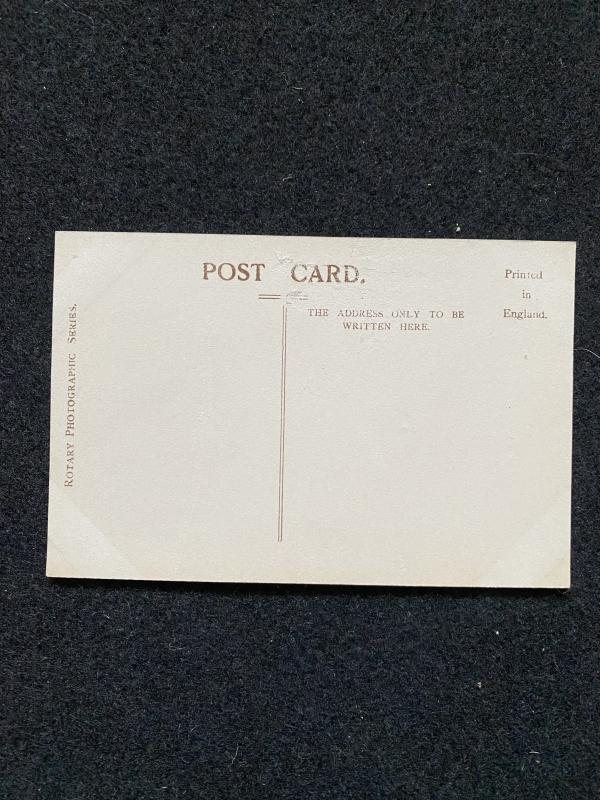 POST CARD.
Printed
in
England.
THE ADDRESS ONLY TO BE
WRITTEN HERE.
ROTARY PHOTOGRAPHIC SERIES.